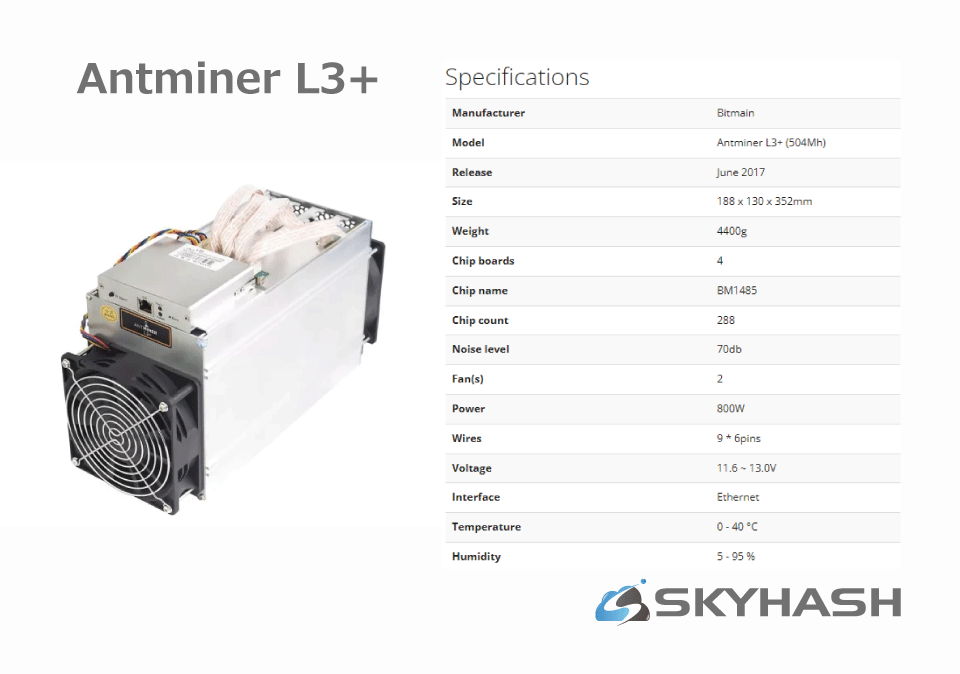 Antminer L3+
Specifications
Manufacturer Bitmain
Model Antminer L3+ (504Mh)
Release June 2017
Size 188 x 130 x 352mm
Weight 4400g
Chip boards 4
Chip name BM1485
Chip count 288
Noise level 70db
Fan(s) 2
Power 800W
Wires 9 * 6pins
Voltage 11.6 ~ 13.0V
Interface Ethernet
Temperature 0 - 40 °C
Humidity 5 - 95 %
ANTMINER
SKYHASH